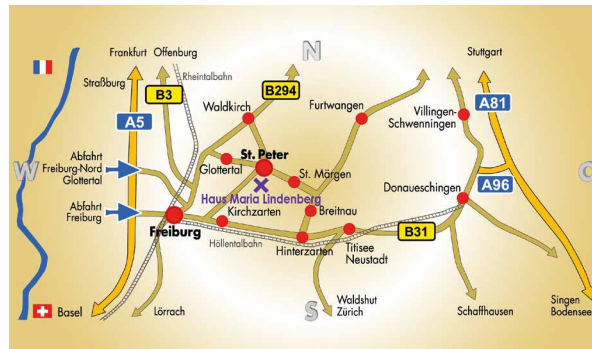 N
Frankfurt Offenburg
Stuttgart
Rheintalbahn
Straßburg
B3
B294
A81
A5
Waldkirch
Furtwangen
Villingen-
Schwenningen
W
Abfahrt
Freiburg-Nord
Glottertal
St. Peter
Glottertal
St. Märgen
O
Haus Maria Lindenberg
Donaueschingen
A96
Abfahrt
Freiburg
Kirchzarten
Breitnau
Freiburg
Höllentalbahn
B31
Hinterzarten
Titisee
Neustadt
S
Basel
Lörrach
Waldshut
Zürich
Schaffhausen
Singen
Bodensee